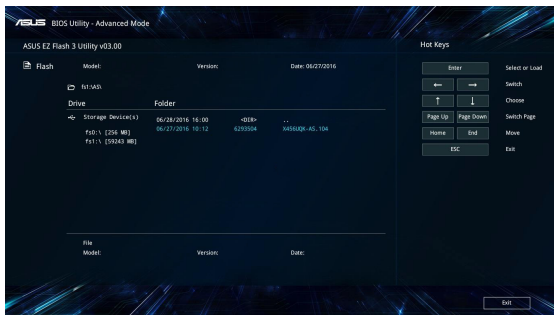 ASUS BIOS Utility - Advanced Mode
ASUS EZ Flash 3 Utility v03.00
Hot Keys
Flash Model: Version: Date: 06/27/2016
fs1:\AS\
Drive Folder
Storage Device(s)
fs0:\ [256 MB]
fs1:\ [59243 MB]
06/28/2016 16:00 <DIR> ..
06/27/2016 10:12 6293504 X456UQK-AS.104
File
Model: Version: Date:
Enter Select or Load
← → Switch
↑ ↓ Choose
Page Up Page Down Switch Page
Home End Move
ESC Exit
Exit